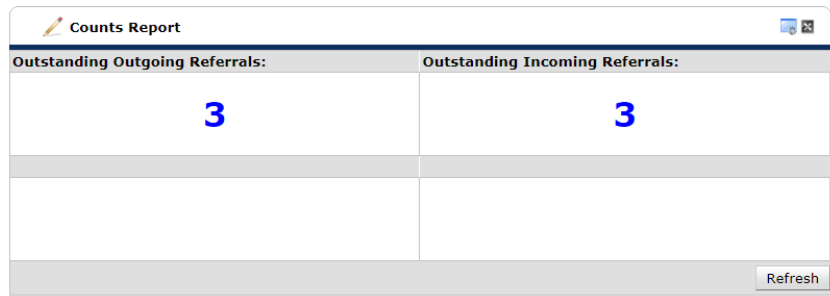 Counts Report
Outstanding Outgoing Referrals: Outstanding Incoming Referrals:
3 3
Refresh